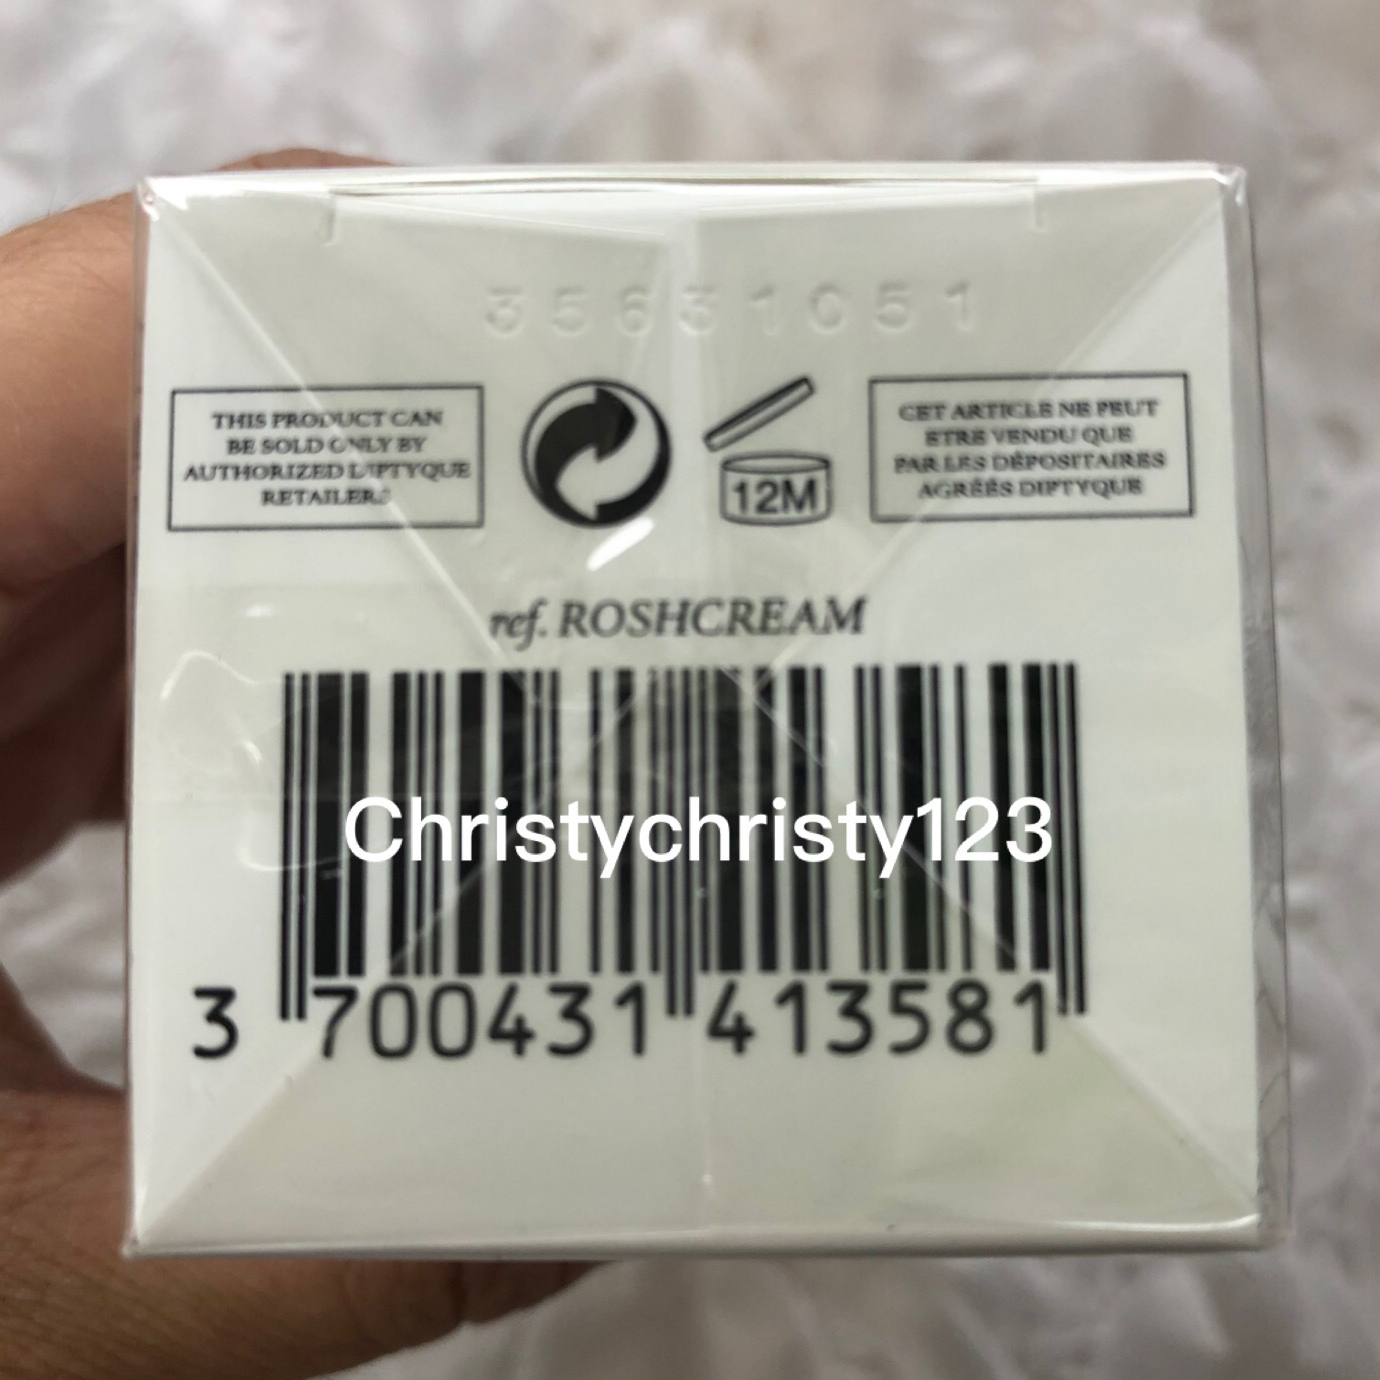 35631051
THIS PRODUCT CAN
BE SOLD ONLY BY
AUTHORIZED DIPTYQUE
RETAILERS
12M
CET ARTICLE NE PEUT
ETRE VENDU QUE
PAR LES DÉPOSITAIRES
AGRÉÉS DIPTYQUE
ref. ROSHCREAM
Christychristy123
3 700431 413581